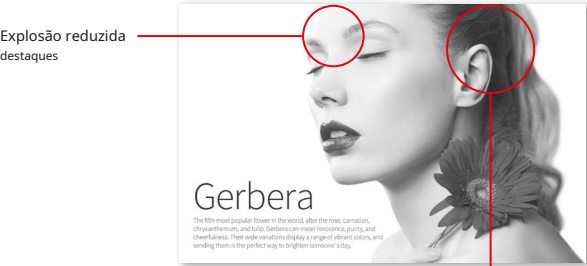 Explosão reduzida
destaques
Gerbera
The fifth most popular flower in the world, after the rose, carnation,
chrysanthemum, and tulip. Gerbera can mean innocence, purity, and
cheerfulness. Their wide variations display a range of vibrant colors, and
sending them is the perfect way to brighten someone's day.